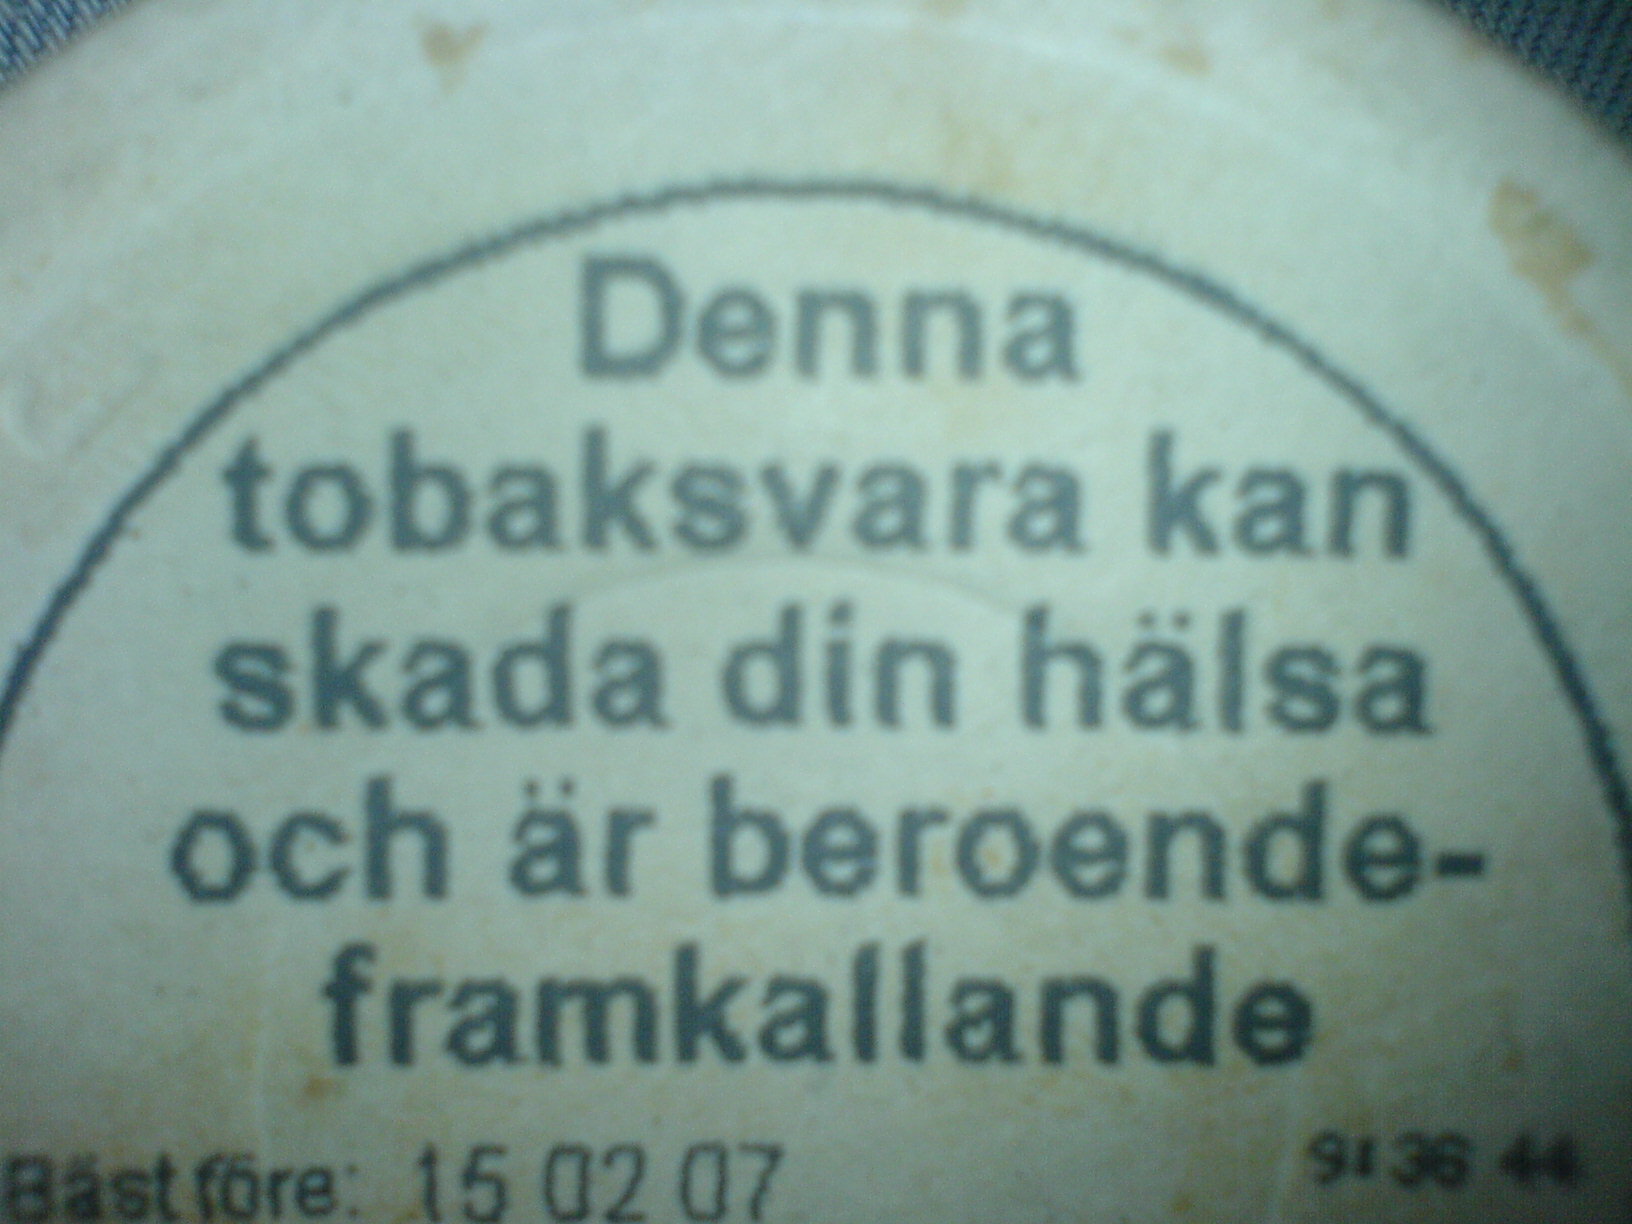 Denna
tobaksvara kan
skada din hälsa
och är beroende-
framkallande
Bäst före: 15 02 07